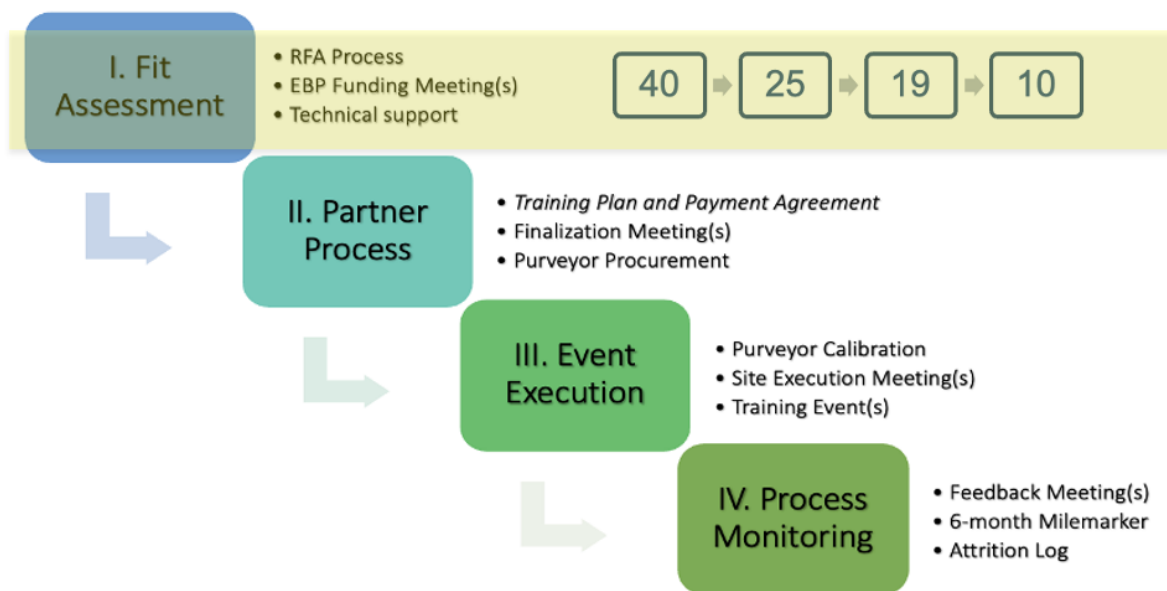 I. Fit
Assessment
• RFA Process
• EBP Funding Meeting(s)
• Technical support
40 25 19 10
II. Partner
Process
• Training Plan and Payment Agreement
• Finalization Meeting(s)
• Purveyor Procurement
III. Event
Execution
• Purveyor Calibration
• Site Execution Meeting(s)
• Training Event(s)
IV. Process
Monitoring
• Feedback Meeting(s)
• 6-month Milemarker
• Attrition Log